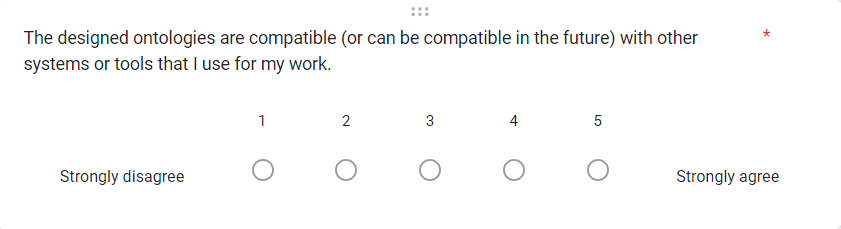 The designed ontologies are compatible (or can be compatible in the future) with other *
systems or tools that I use for my work.
1 2 3 4 5
Strongly disagree Strongly agree